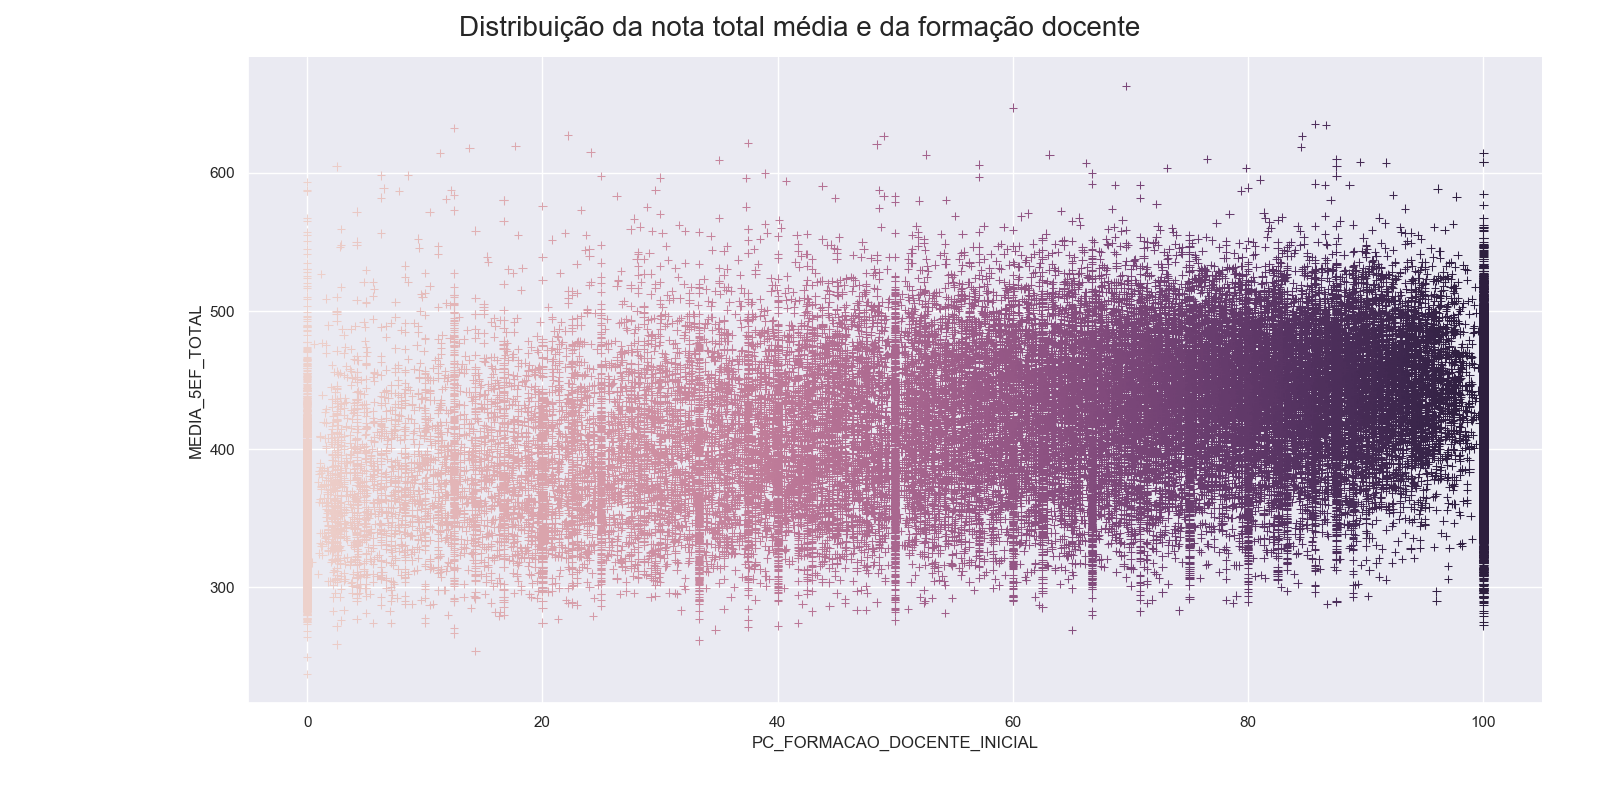 Distribuição da nota total média e da formação docente
MEDIA_5EF_TOTAL
600
500
400
300
0 20 40 60 80 100
PC_FORMACAO_DOCENTE_INICIAL